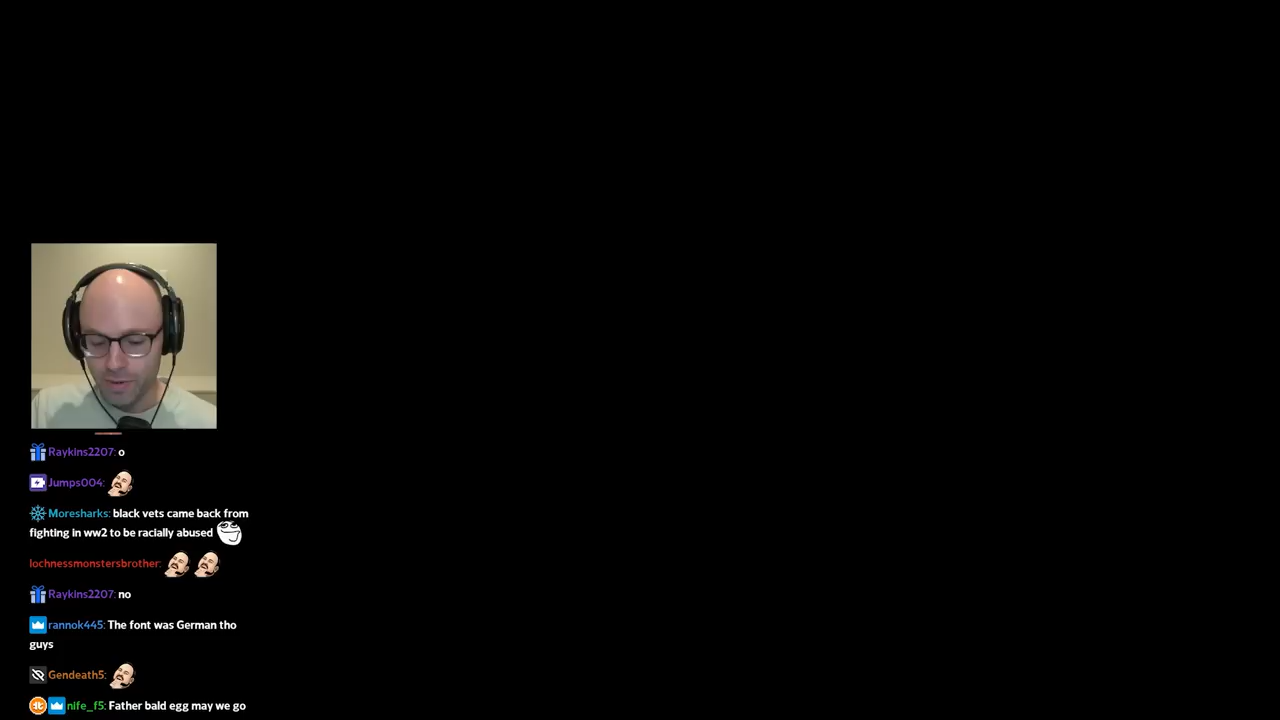 Raykins2207: o
Jumps004:
Moresharks: black vets came back from
fighting in ww2 to be racially abused
lochnessmonstersbrother:
Raykins2207: no
rannok445: The font was German tho
guys
Gendeath5:
nife_f5: Father bald egg may we go